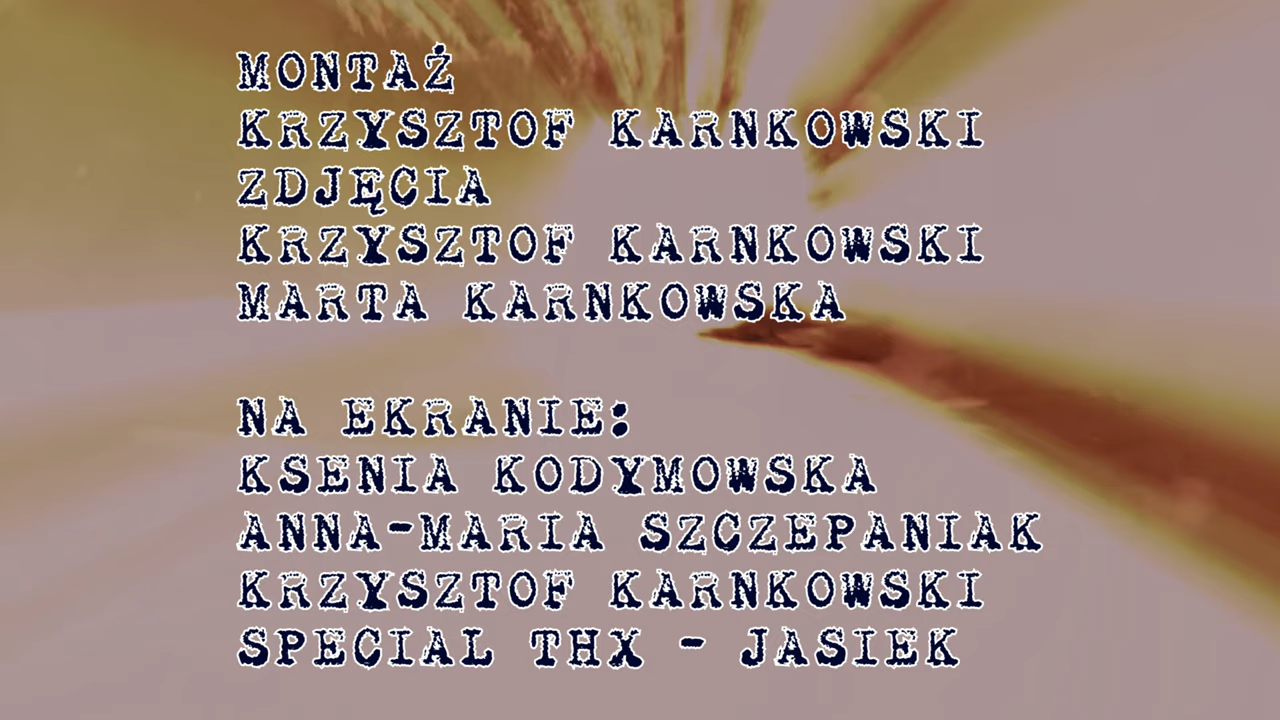 MONTAŻ
KRZYSZTOF KARNKOWSKI
ZDJĘCIA
KRZYSZTOF KARNKOWSKI
MARTA KARNKOWSKA
NA EKRANIE:
KSENIA KODYMOWSKA
ANNA-MARIA SZCZEPANIAK
KRZYSZTOF KARNKOWSKI
SPECIAL THX - JASIEK